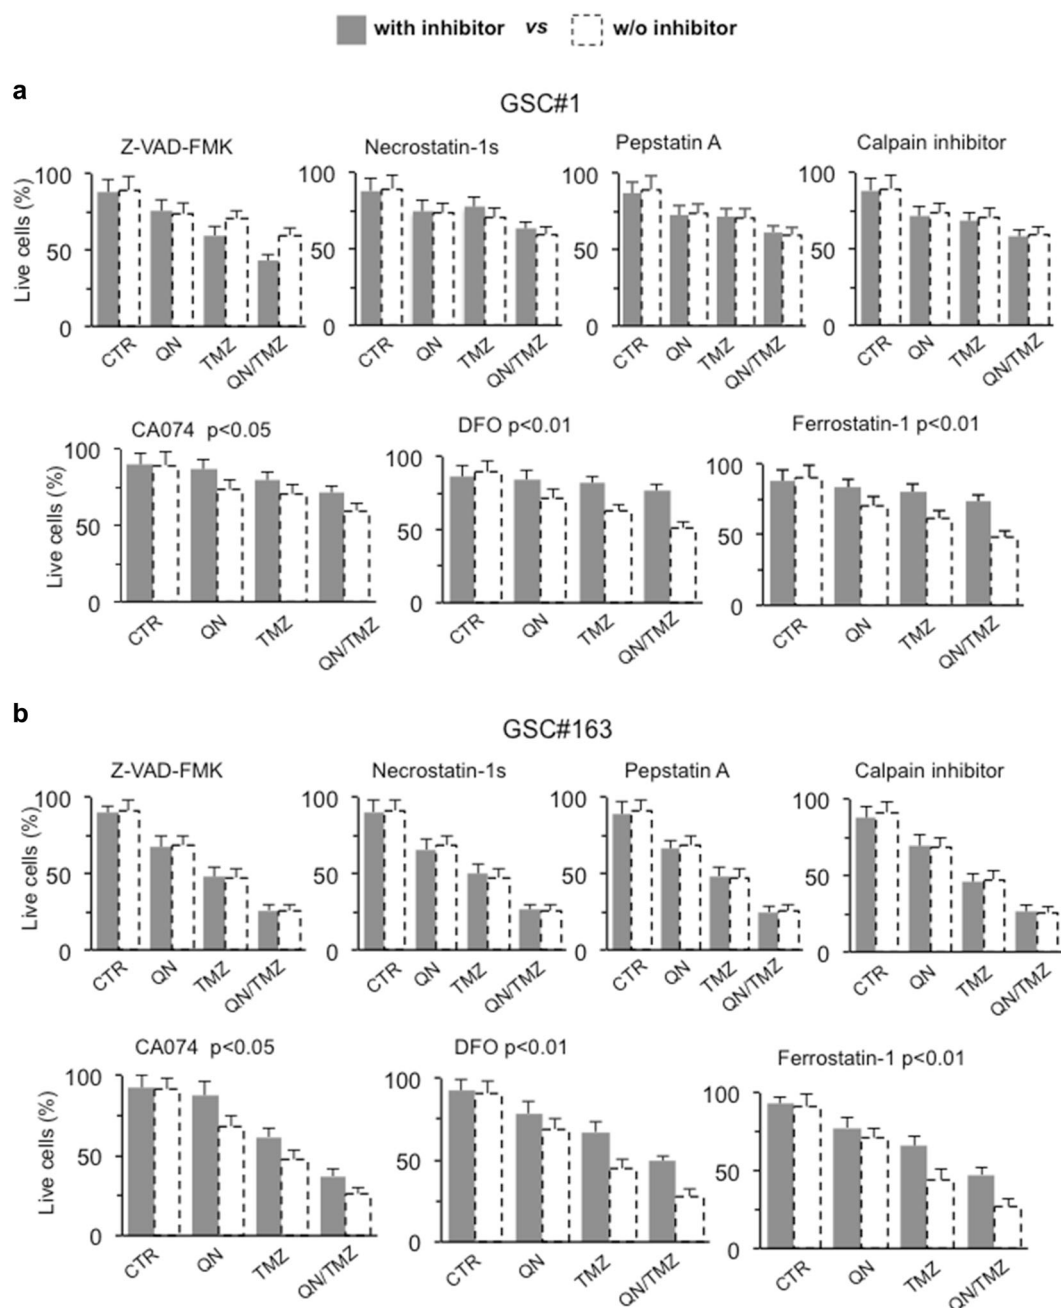 with inhibitor vs w/o inhibitor
a
GSC#1
Z-VAD-FMK
Live cells (%)
100
50
0
CTR
QN
TMZ
QN/TMZ
Necrostatin-1s
100
50
0
CTR
QN
TMZ
QN/TMZ
Pepstatin A
100
50
0
CTR
QN
TMZ
QN/TMZ
Calpain inhibitor
100
50
0
CTR
QN
TMZ
QN/TMZ
CA074 p<0.05
Live cells (%)
100
50
0
CTR
QN
TMZ
QN/TMZ
DFO p<0.01
100
50
0
CTR
QN
TMZ
QN/TMZ
Ferrostatin-1 p<0.01
100
50
0
CTR
QN
TMZ
QN/TMZ
b
GSC#163
Z-VAD-FMK
Live cells (%)
100
50
0
CTR
QN
TMZ
QN/TMZ
Necrostatin-1s
100
50
0
CTR
QN
TMZ
QN/TMZ
Pepstatin A
100
50
0
CTR
QN
TMZ
QN/TMZ
Calpain inhibitor
100
50
0
CTR
QN
TMZ
QN/TMZ
CA074 p<0.05
Live cells (%)
100
50
0
CTR
QN
TMZ
QN/TMZ
DFO p<0.01
100
50
0
CTR
QN
TMZ
QN/TMZ
Ferrostatin-1 p<0.01
100
50
0
CTR
QN
TMZ
QN/TMZ